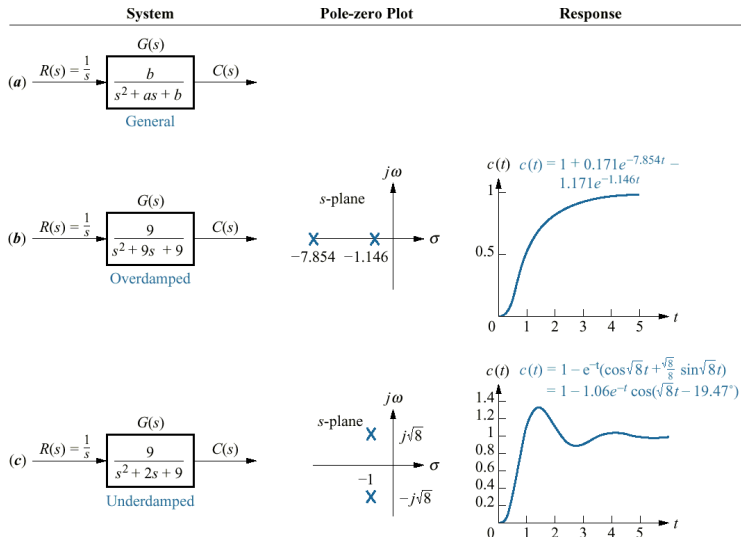 System Pole-zero Plot Response
(a) R(s) = 1/s G(s) b/(s² + as + b) C(s)
General
(b) R(s) = 1/s G(s) 9/(s² + 9s + 9) C(s)
Overdamped
jω
s-plane
σ
−7.854 −1.146
c(t) c(t) = 1 + 0.171e^(−7.854t) −
1.171e^(−1.146t)
1
0.5
0 1 2 3 4 5 t
(c) R(s) = 1/s G(s) 9/(s² + 2s + 9) C(s)
Underdamped
jω
s-plane
j√8
σ
−1
−j√8
c(t) c(t) = 1 − e^(−t)(cos√8t + √8/8 sin√8t)
= 1 − 1.06e^(−t) cos(√8t − 19.47°)
1.4
1.2
1
0.8
0.6
0.4
0.2
0 1 2 3 4 5 t